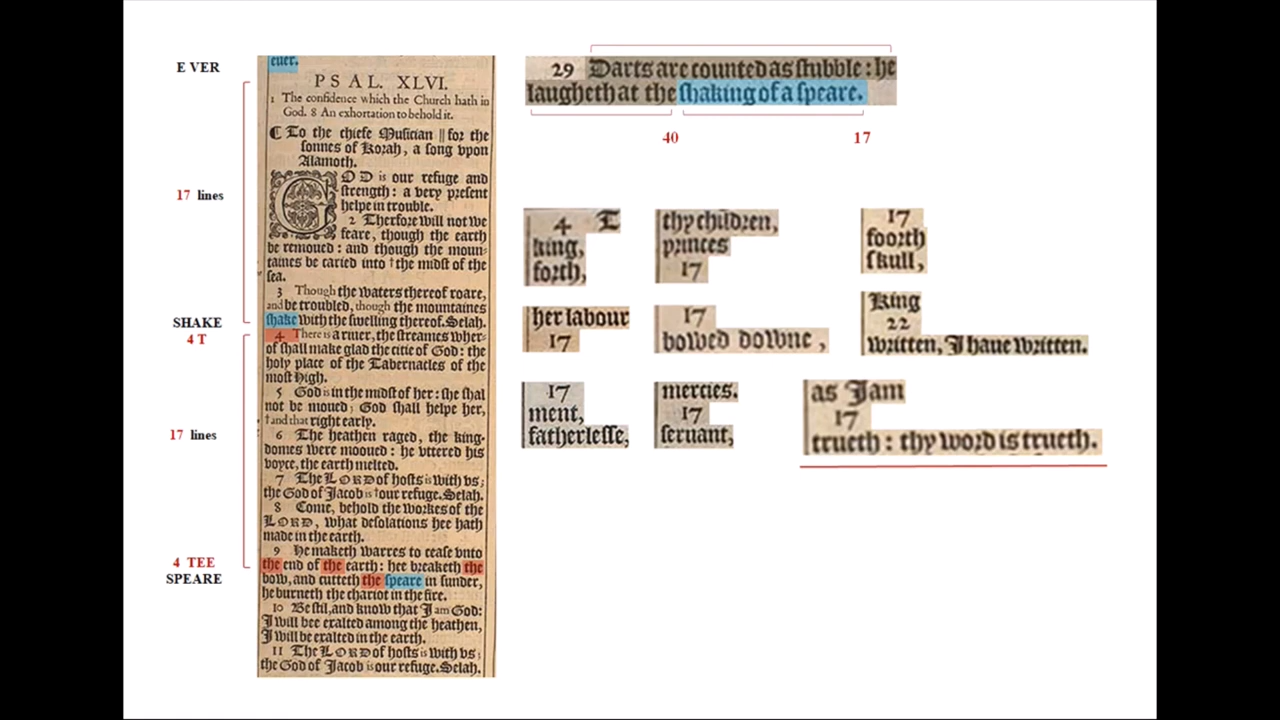 E VER
17 lines
SHAKE
4 T
17 lines
4 TEE
SPEARE
euer.
PSAL. XLVI.
1 The confidence which the Church hath in
God. 8 An exhortation to behold it.
¶ To the chiefe Muſician || for the
ſonnes of Korah, a ſong vpon
Alamoth.
GOD is our refuge and
ſtrength: a very preſent
helpe in trouble.
2 Therfore will not we
feare, though the earth
be remoued: and though the moun-
taines be caried into †the midſt of the
ſea.
3 Though the waters thereof roare,
and be troubled, though the mountaines
ſhake with the ſwelling thereof. Selah.
4 There is a riuer, the ſtreames wher-
of ſhall make glad the citie of God: the
holy place of the Tabernacles of the
moſt High.
5 God is in the midſt of her: ſhe ſhal
not be moued; God ſhall helpe her,
†and that right early.
6 The heathen raged, the king-
domes were mooued: he vttered his
voyce, the earth melted.
7 The LORD of hoſts is with vs;
the God of Jacob is †our refuge. Selah.
8 Come, behold the workes of the
LORD, what deſolations hee hath
made in the earth.
9 He maketh warres to ceaſe vnto
the end of the earth: hee breaketh the
bow, and cutteth the ſpeare in ſunder,
he burneth the chariot in the fire.
10 Be ſtil, and know that I am God:
I will bee exalted among the heathen,
I will be exalted in the earth.
11 The LORD of hoſts is with vs;
the God of Jacob is our refuge. Selah.
29 Darts are counted as ſtubble: he
laugheth at the ſhaking of a ſpeare.
40 17
4 T
king,
forth,
thy children,
princes
17
17
foorth
ſkull,
her labour
17
17
bowed downe,
King
22
written, I haue written.
17
ment,
fatherleſſe,
mercies.
17
ſeruant,
as I am
17
trueth: thy word is trueth.